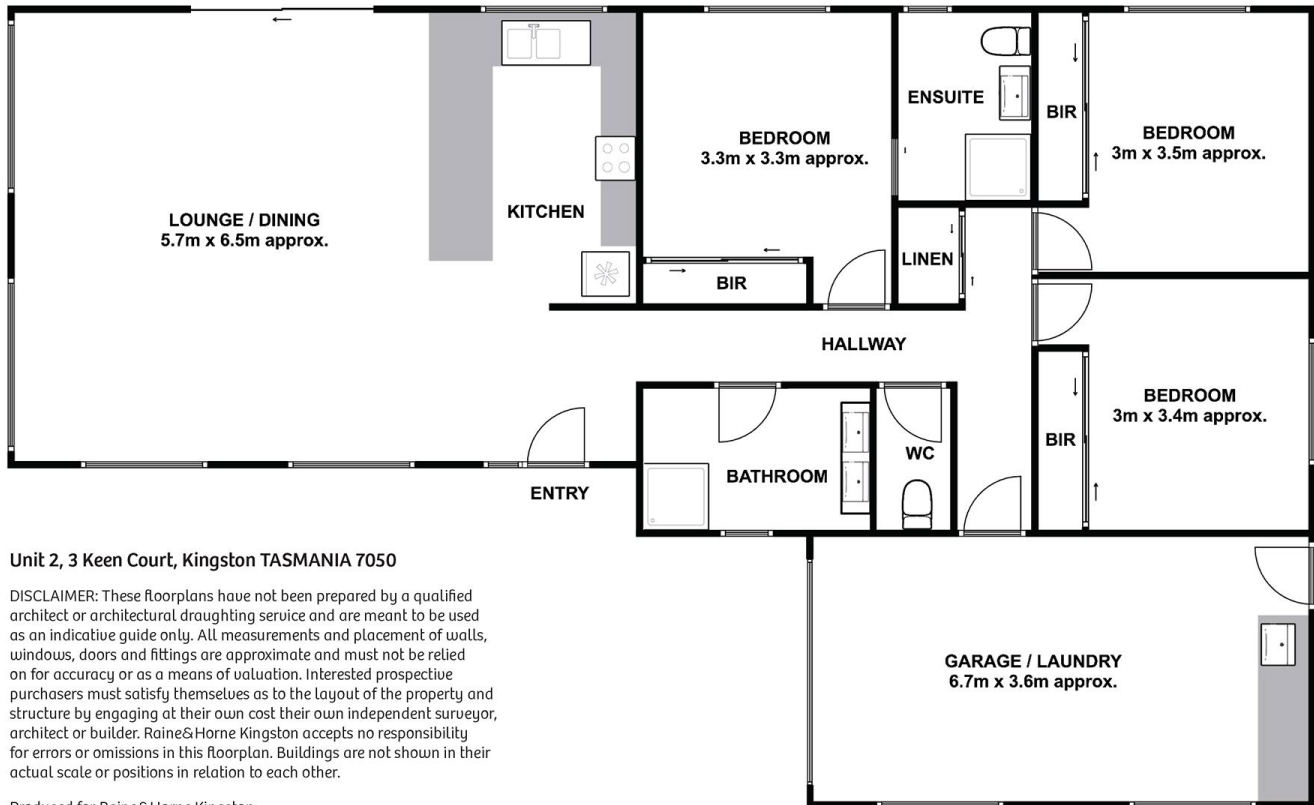 LOUNGE / DINING
5.7m x 6.5m approx.
KITCHEN
BEDROOM
3.3m x 3.3m approx.
BIR
ENSUITE
LINEN
BIR
BEDROOM
3m x 3.5m approx.
HALLWAY
BEDROOM
3m x 3.4m approx.
BIR
BATHROOM
WC
ENTRY
GARAGE / LAUNDRY
6.7m x 3.6m approx.
Unit 2, 3 Keen Court, Kingston TASMANIA 7050
DISCLAIMER: These floorplans have not been prepared by a qualified
architect or architectural draughting service and are meant to be used
as an indicative guide only. All measurements and placement of walls,
windows, doors and fittings are approximate and must not be relied
on for accuracy or as a means of valuation. Interested prospective
purchasers must satisfy themselves as to the layout of the property and
structure by engaging at their own cost their own independent surveyor,
architect or builder. Raine&Horne Kingston accepts no responsibility
for errors or omissions in this floorplan. Buildings are not shown in their
actual scale or positions in relation to each other.
Produced for Raine&Horne Kingston